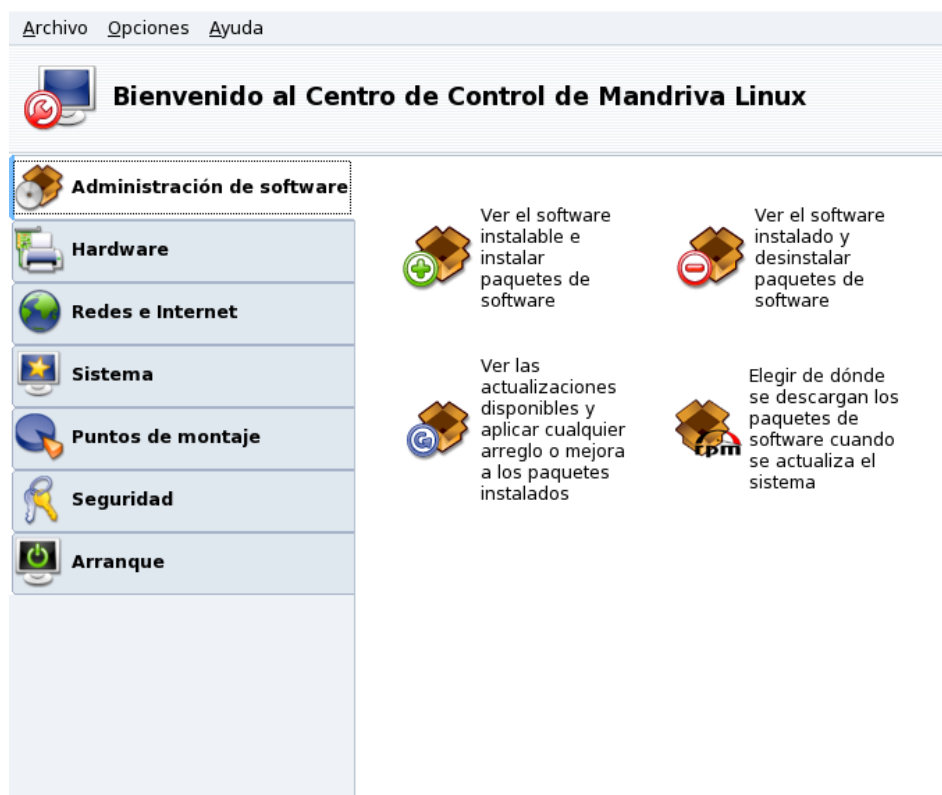 Archivo Opciones Ayuda
Bienvenido al Centro de Control de Mandriva Linux
Administración de software
Hardware
Redes e Internet
Sistema
Puntos de montaje
Seguridad
Arranque
Ver el software
instalable e
instalar
paquetes de
software
Ver el software
instalado y
desinstalar
paquetes de
software
Ver las
actualizaciones
disponibles y
aplicar cualquier
arreglo o mejora
a los paquetes
instalados
rpm
Elegir de dónde
se descargan los
paquetes de
software cuando
se actualiza el
sistema